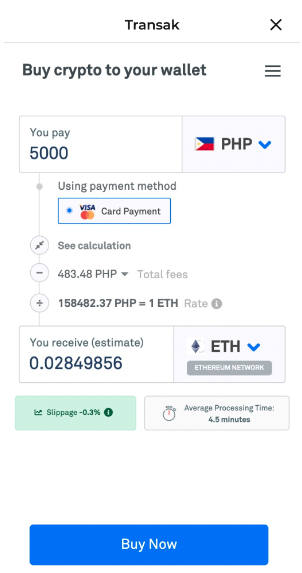 Transak
Buy crypto to your wallet
You pay
5000
PHP
Using payment method
VISA Card Payment
See calculation
483.48 PHP Total fees
158482.37 PHP = 1 ETH Rate
You receive (estimate)
0.02849856
ETH
ETHEREUM NETWORK
Slippage -0.3%
Average Processing Time:
4.5 minutes
Buy Now